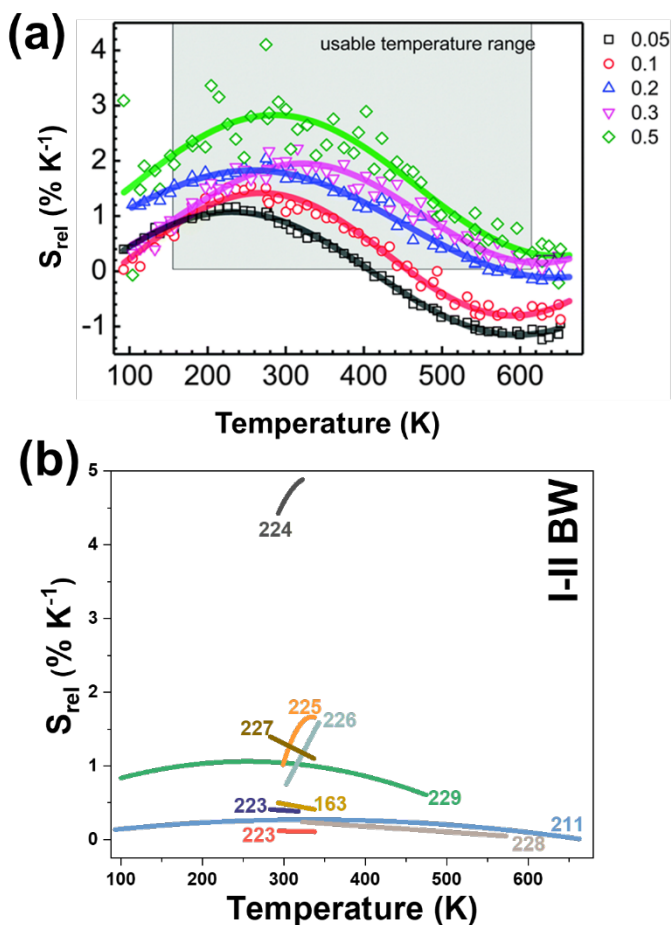 (a)
usable temperature range
0.05
0.1
0.2
0.3
0.5
4
3
2
1
0
-1
S_rel (% K⁻¹)
100 200 300 400 500 600
Temperature (K)
(b)
I-II BW
5
4
3
2
1
0
S_rel (% K⁻¹)
224
225
226
227
229
223
163
211
223
228
100 200 300 400 500 600
Temperature (K)